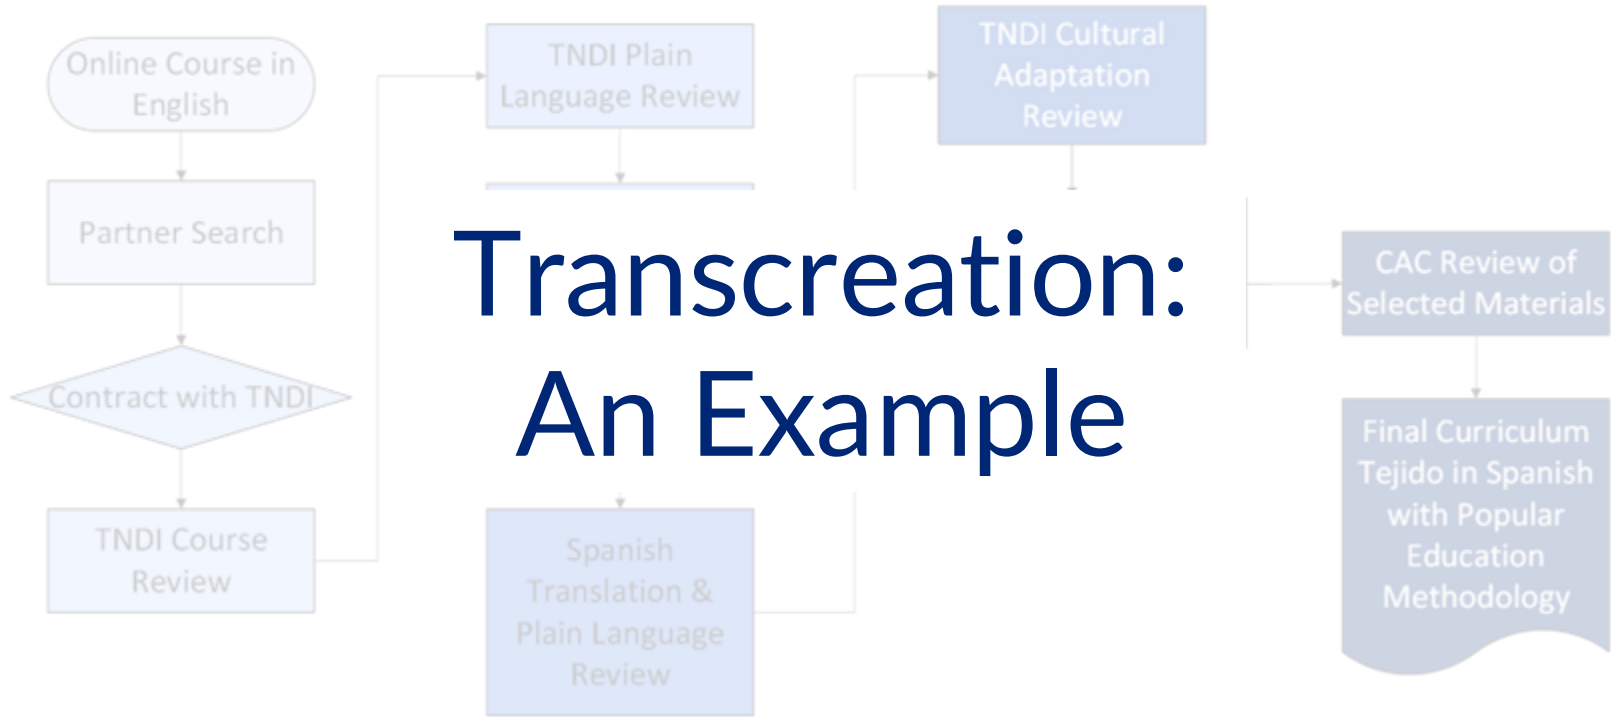 Online Course in
English
Partner Search
Contract with TNDI
TNDI Course
Review
TNDI Plain
Language Review
Spanish
Translation &
Plain Language
Review
TNDI Cultural
Adaptation
Review
CAC Review of
Selected Materials
Final Curriculum
Tejido in Spanish
with Popular
Education
Methodology
Transcreation:
An Example